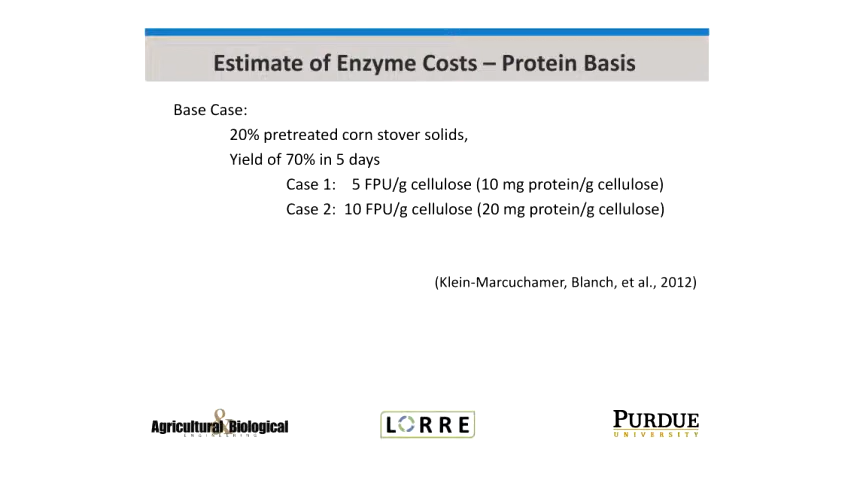 Estimate of Enzyme Costs – Protein Basis
Base Case:
20% pretreated corn stover solids,
Yield of 70% in 5 days
Case 1: 5 FPU/g cellulose (10 mg protein/g cellulose)
Case 2: 10 FPU/g cellulose (20 mg protein/g cellulose)
(Klein-Marcuchamer, Blanch, et al., 2012)
Agricultural & Biological
ENGINEERING
LORRE
PURDUE
UNIVERSITY